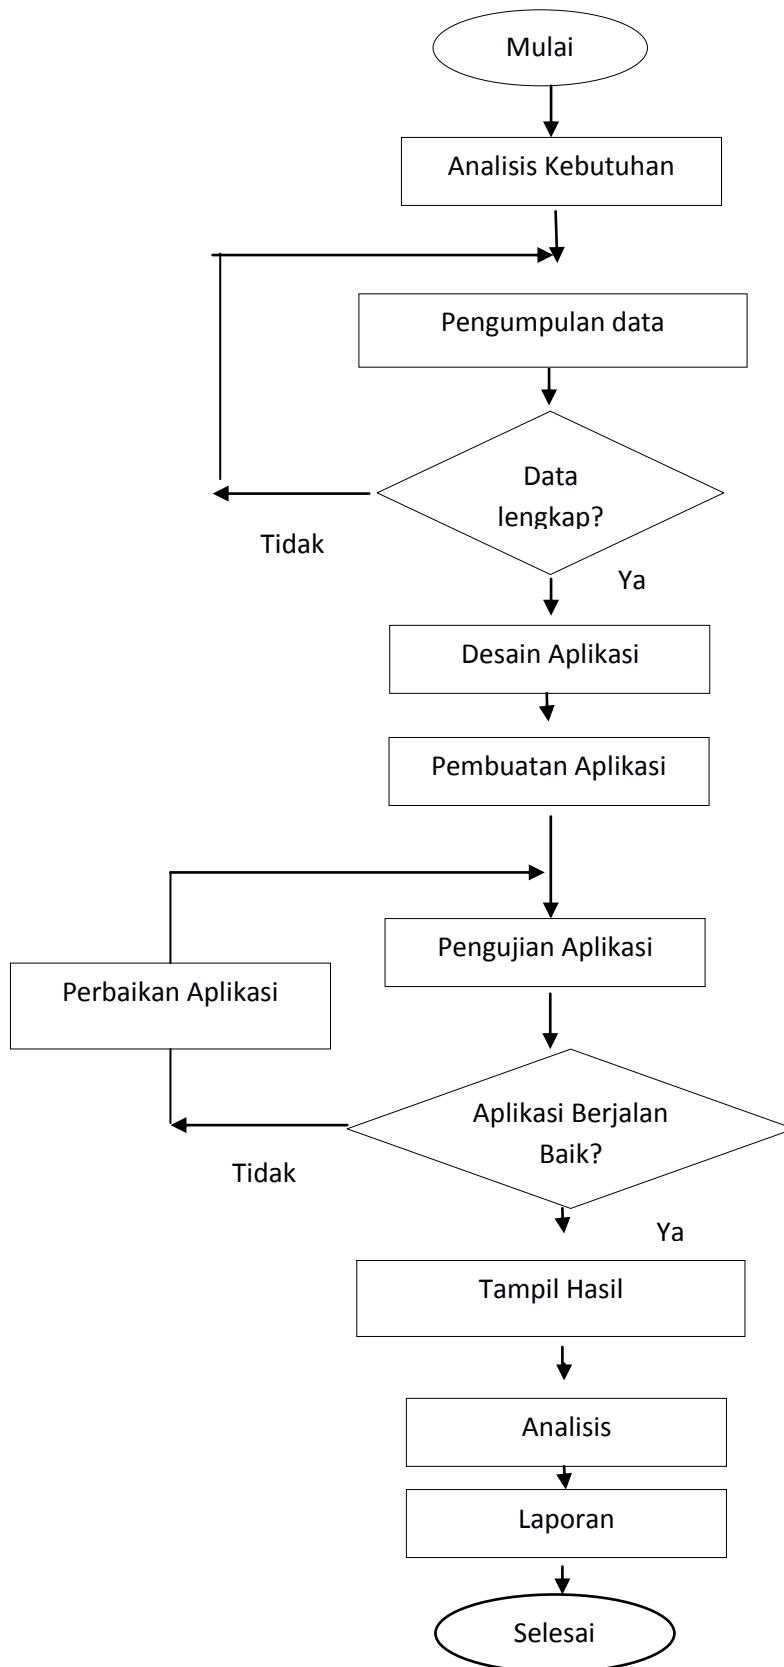 Mulai
Analisis Kebutuhan
Pengumpulan data
Data
lengkap?
Tidak
Ya
Desain Aplikasi
Pembuatan Aplikasi
Pengujian Aplikasi
Perbaikan Aplikasi
Aplikasi Berjalan
Baik?
Tidak
Ya
Tampil Hasil
Analisis
Laporan
Selesai